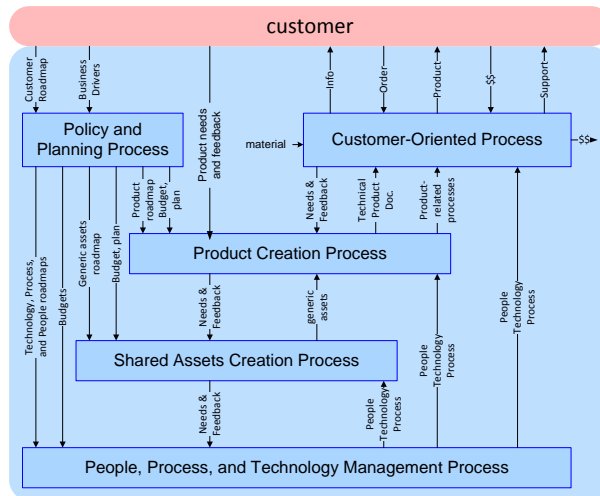 customer
Customer
Roadmap
Business
Drivers
Product needs
and feedback
Info
Order
Product
$$
Support
Policy and
Planning Process
material
Customer-Oriented Process
$$
Product
roadmap
Budget,
plan
Needs &
Feedback
Technical
Product
Doc.
Product-
related
processes
Product Creation Process
Technology, Process,
and People roadmaps
Budgets
Generic assets
roadmap
Budget, plan
Needs &
Feedback
generic
assets
People
Technology
Process
People
Technology
Process
Shared Assets Creation Process
Needs &
Feedback
People
Technology
Process
People, Process, and Technology Management Process